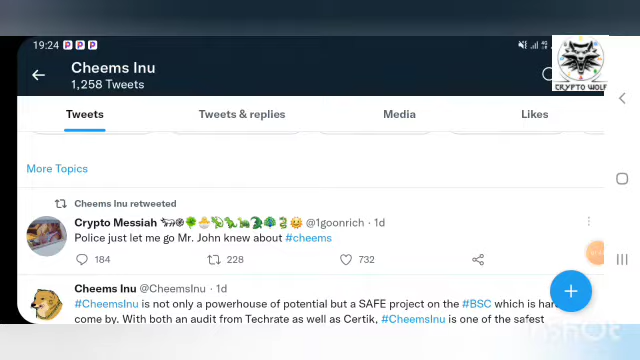 19:24
Cheems Inu
1,258 Tweets
CRYPTO WOLF
Tweets Tweets & replies Media Likes
More Topics
Cheems Inu retweeted
Crypto Messiah @1goonrich · 1d
Police just let me go Mr. John knew about #cheems
184 228 732
Cheems Inu @CheemsInu · 1d
#CheemsInu is not only a powerhouse of potential but a SAFE project on the #BSC which is
come by. With both an audit from Techrate as well as Certik, #CheemsInu is one of the safest